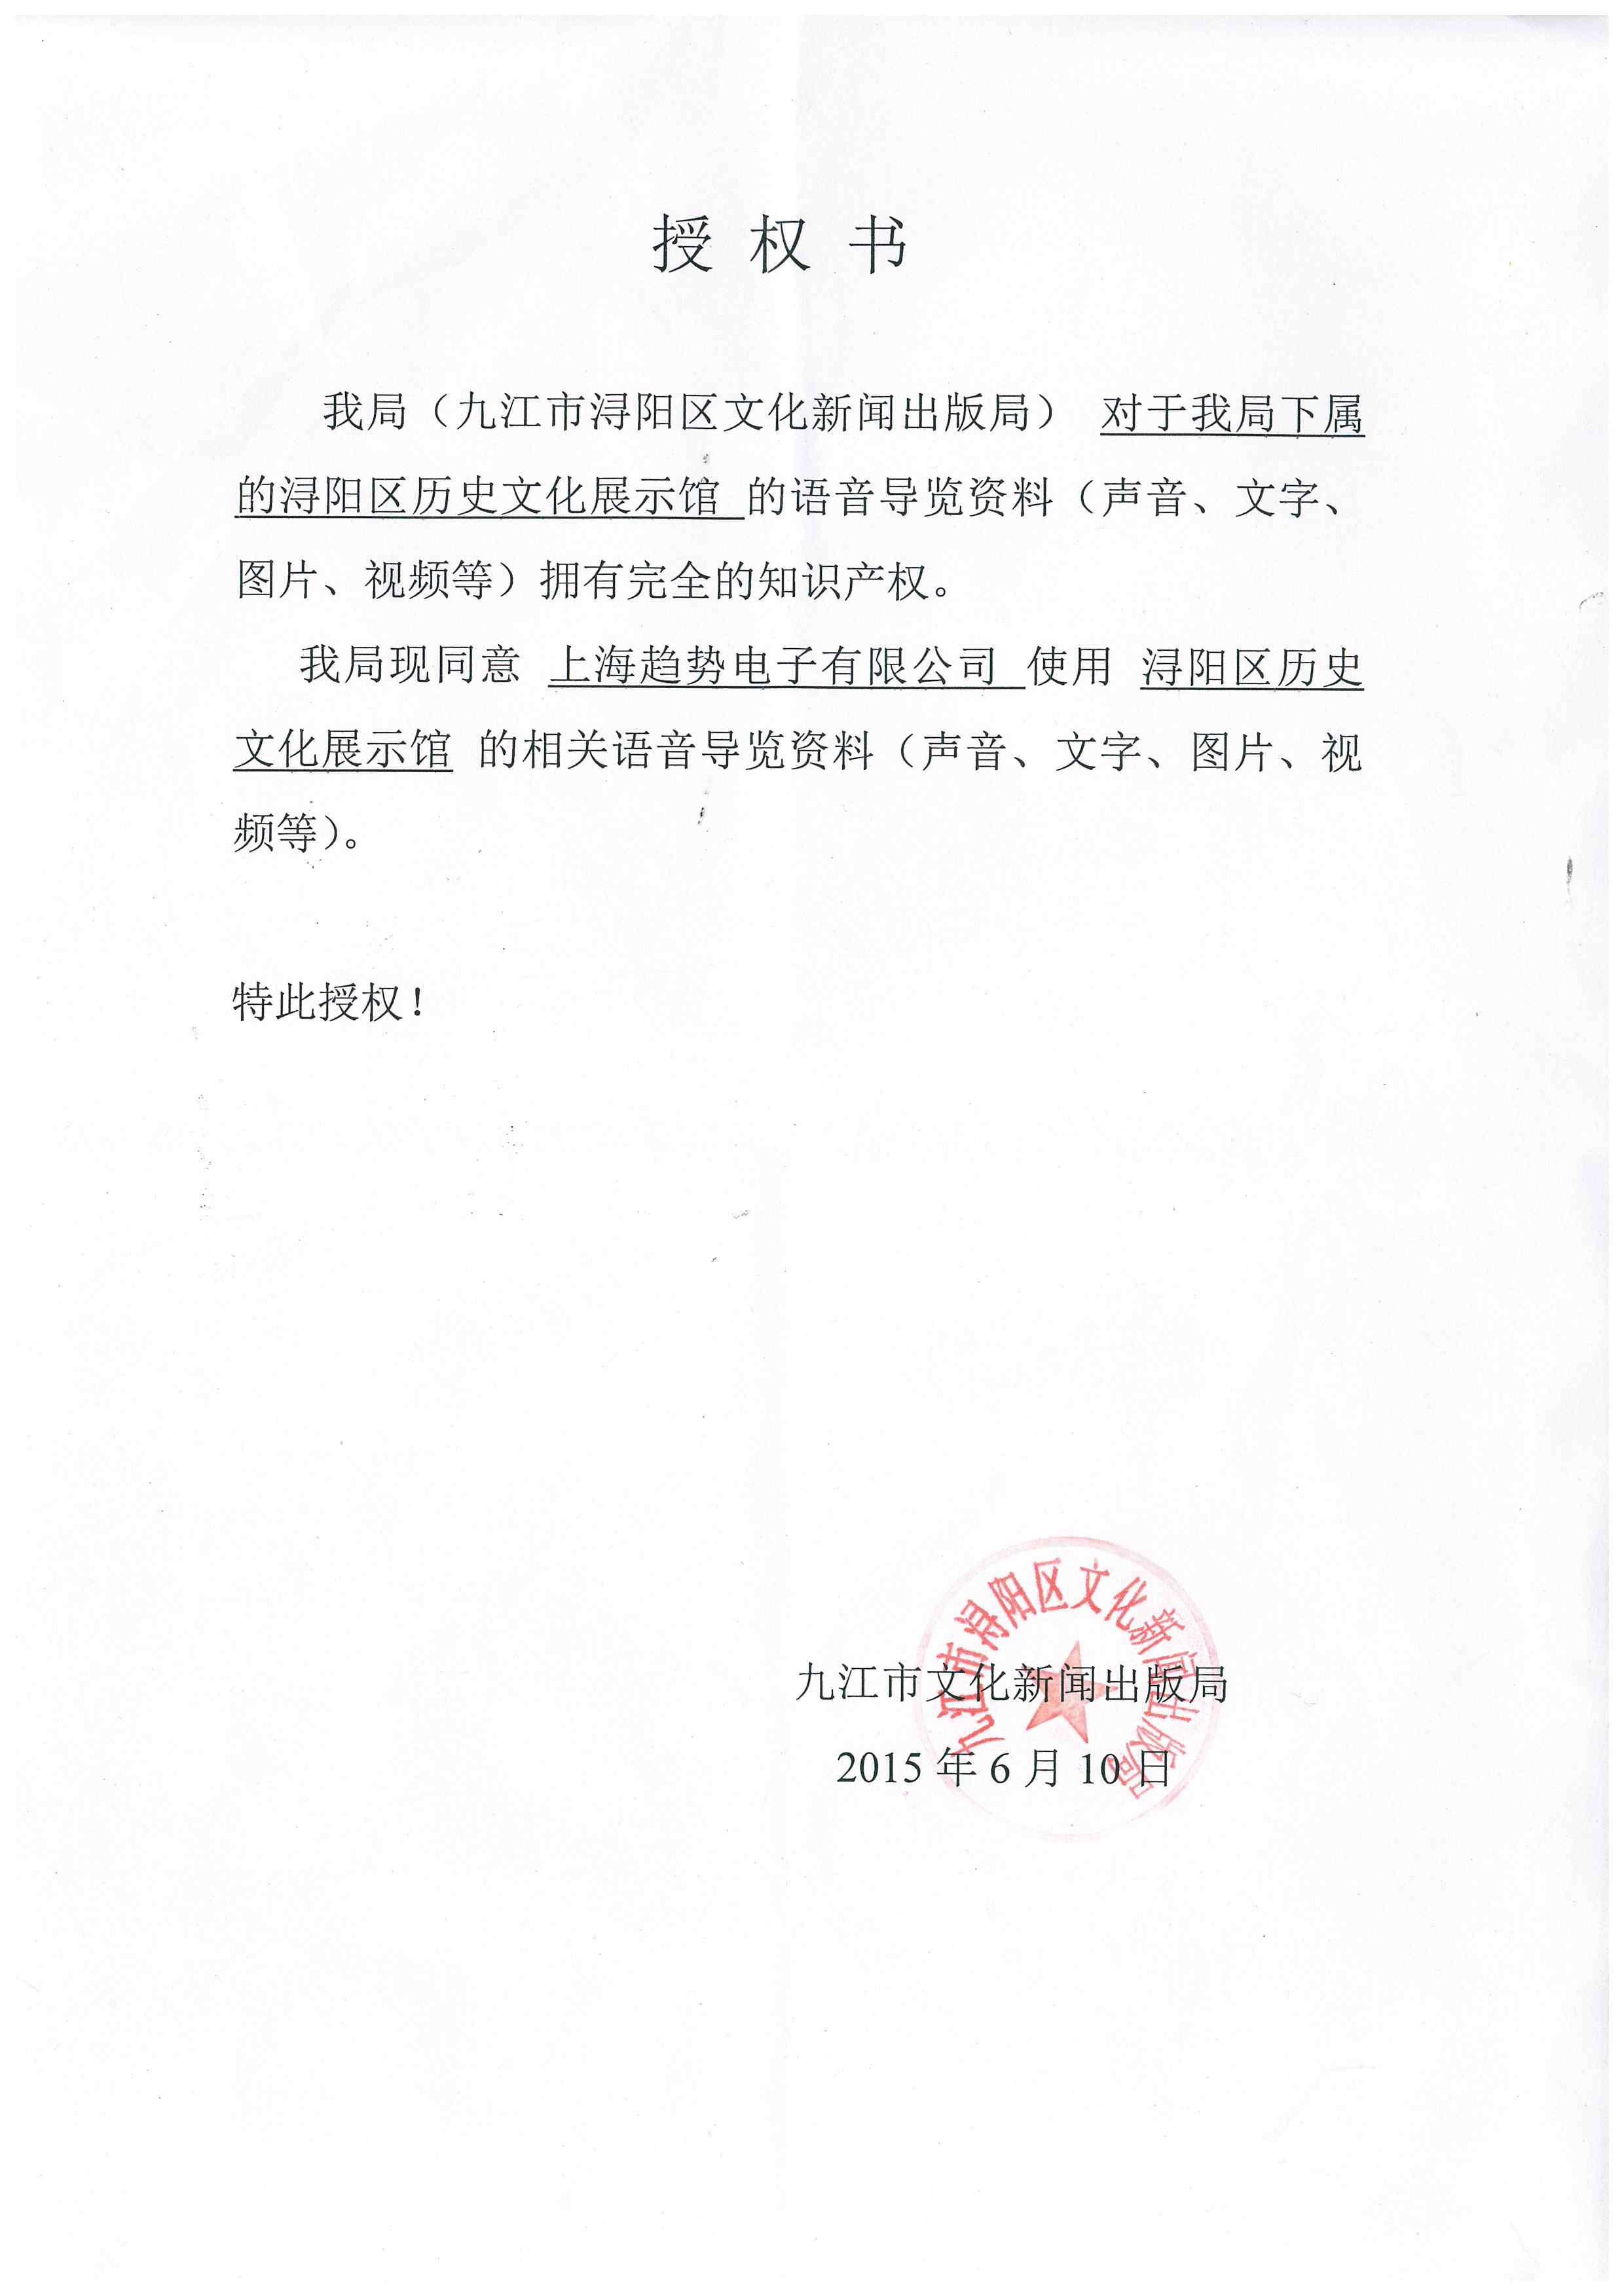 授 权 书
我局（九江市浔阳区文化新闻出版局） 对于我局下属
的浔阳区历史文化展示馆 的语音导览资料（声音、文字、
图片、视频等）拥有完全的知识产权。
我局现同意 上海趋势电子有限公司 使用 浔阳区历史
文化展示馆 的相关语音导览资料（声音、文字、图片、视
频等）。
特此授权！
九江市浔阳区文化新闻出版局
九江市文化新闻出版局
2015 年 6 月 10 日